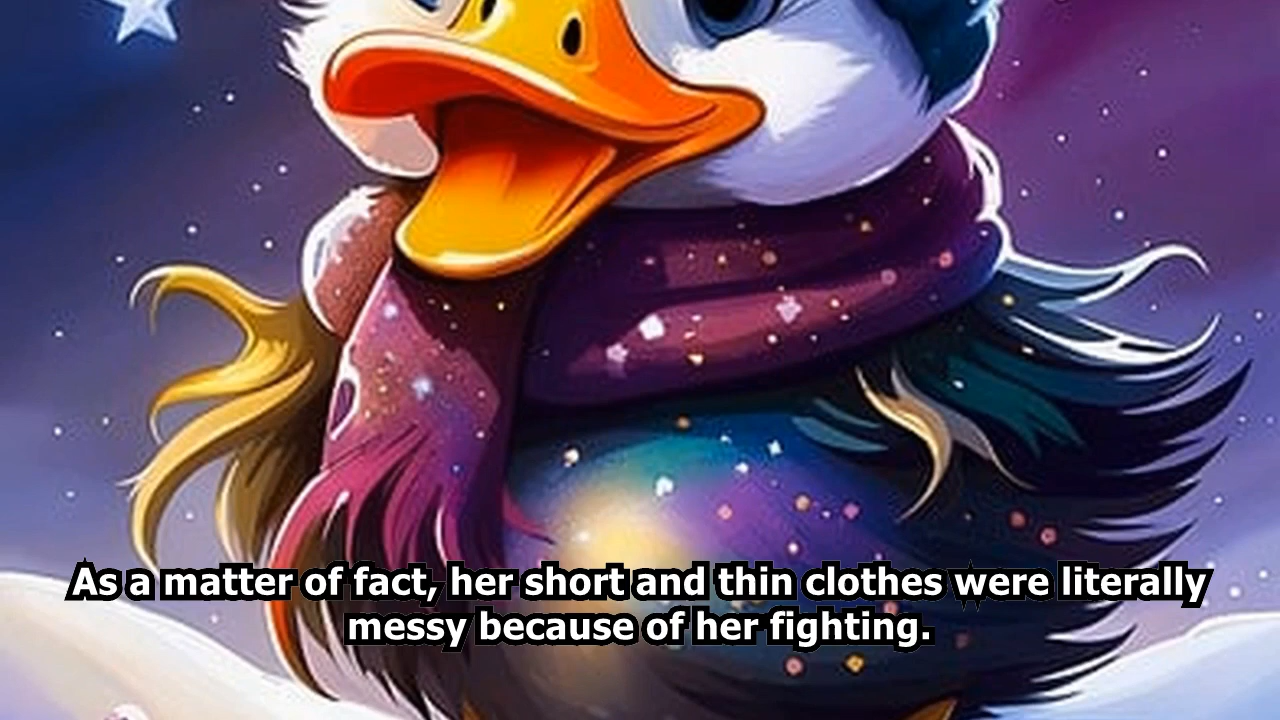 As a matter of fact, her short and thin clothes were literally
messy because of her fighting.